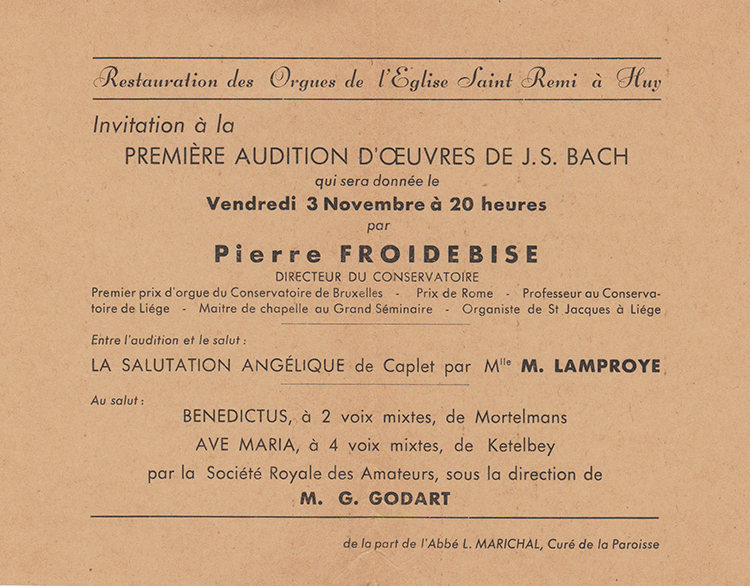 Restauration des Orgues de l'Eglise Saint Remi à Huy
Invitation à la
PREMIÈRE AUDITION D'ŒUVRES DE J. S. BACH
qui sera donnée le
Vendredi 3 Novembre à 20 heures
par
Pierre FROIDEBISE
DIRECTEUR DU CONSERVATOIRE
Premier prix d'orgue du Conservatoire de Bruxelles - Prix de Rome - Professeur au Conserva-
toire de Liége - Maitre de chapelle au Grand Séminaire - Organiste de St Jacques à Liége
Entre l'audition et le salut :
LA SALUTATION ANGÉLIQUE de Caplet par Mlle M. LAMPROYE
Au salut :
BENEDICTUS, à 2 voix mixtes, de Mortelmans
AVE MARIA, à 4 voix mixtes, de Ketelbey
par la Société Royale des Amateurs, sous la direction de
M. G. GODART
de la part de l'Abbé L. MARICHAL, Curé de la Paroisse